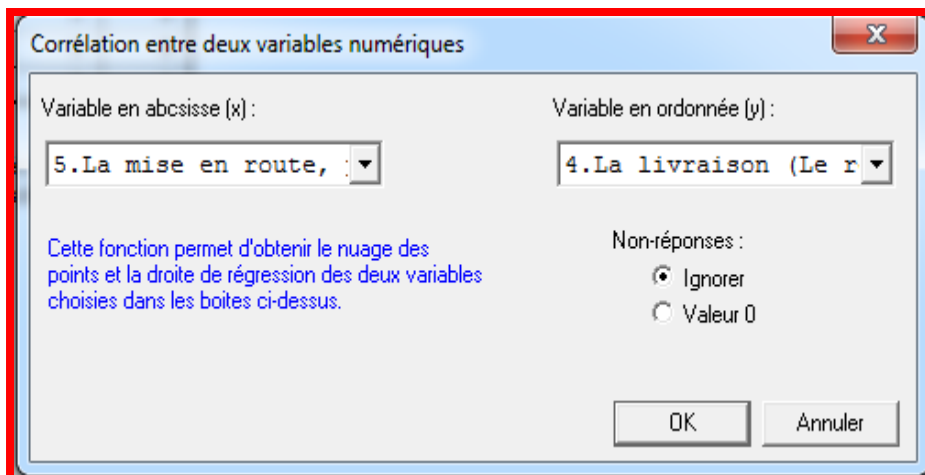 Corrélation entre deux variables numériques
Variable en abcsisse (x) :
Variable en ordonnée (y) :
5.La mise en route,
4.La livraison (Le r
Cette fonction permet d'obtenir le nuage des
points et la droite de régression des deux variables
choisies dans les boites ci-dessus.
Non-réponses :
Ignorer
Valeur 0
OK
Annuler